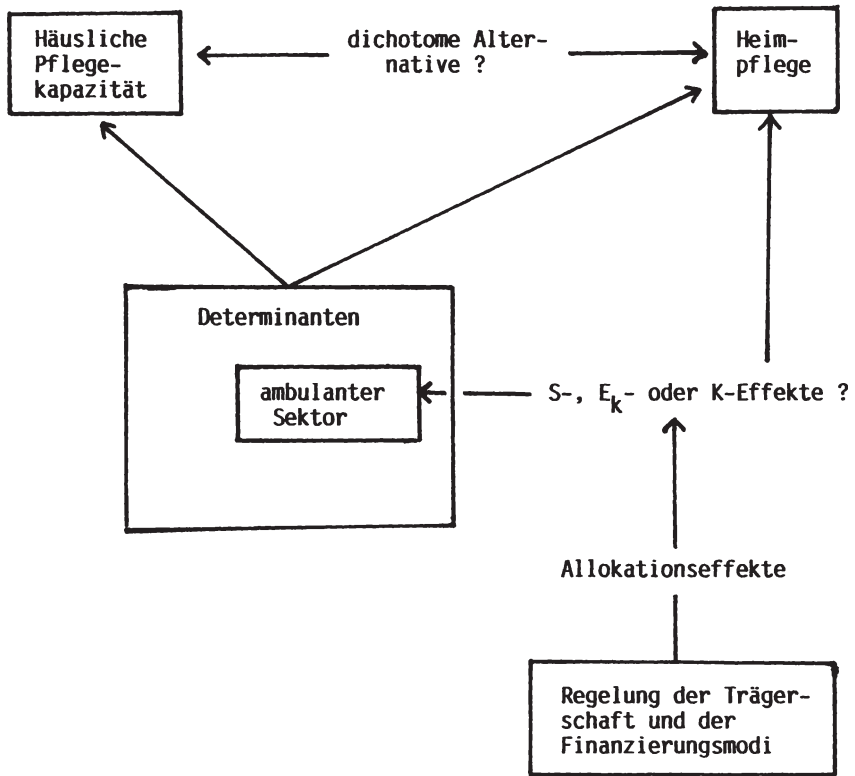 Häusliche
Pflege-
kapazität
dichotome Alter-
native ?
Heim-
pflege
Determinanten
ambulanter
Sektor
S-, E_k- oder K-Effekte ?
Allokationseffekte
Regelung der Träger-
schaft und der
Finanzierungsmodi